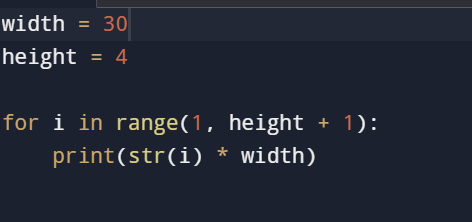 width = 30
height = 4

for i in range(1, height + 1):
    print(str(i) * width)